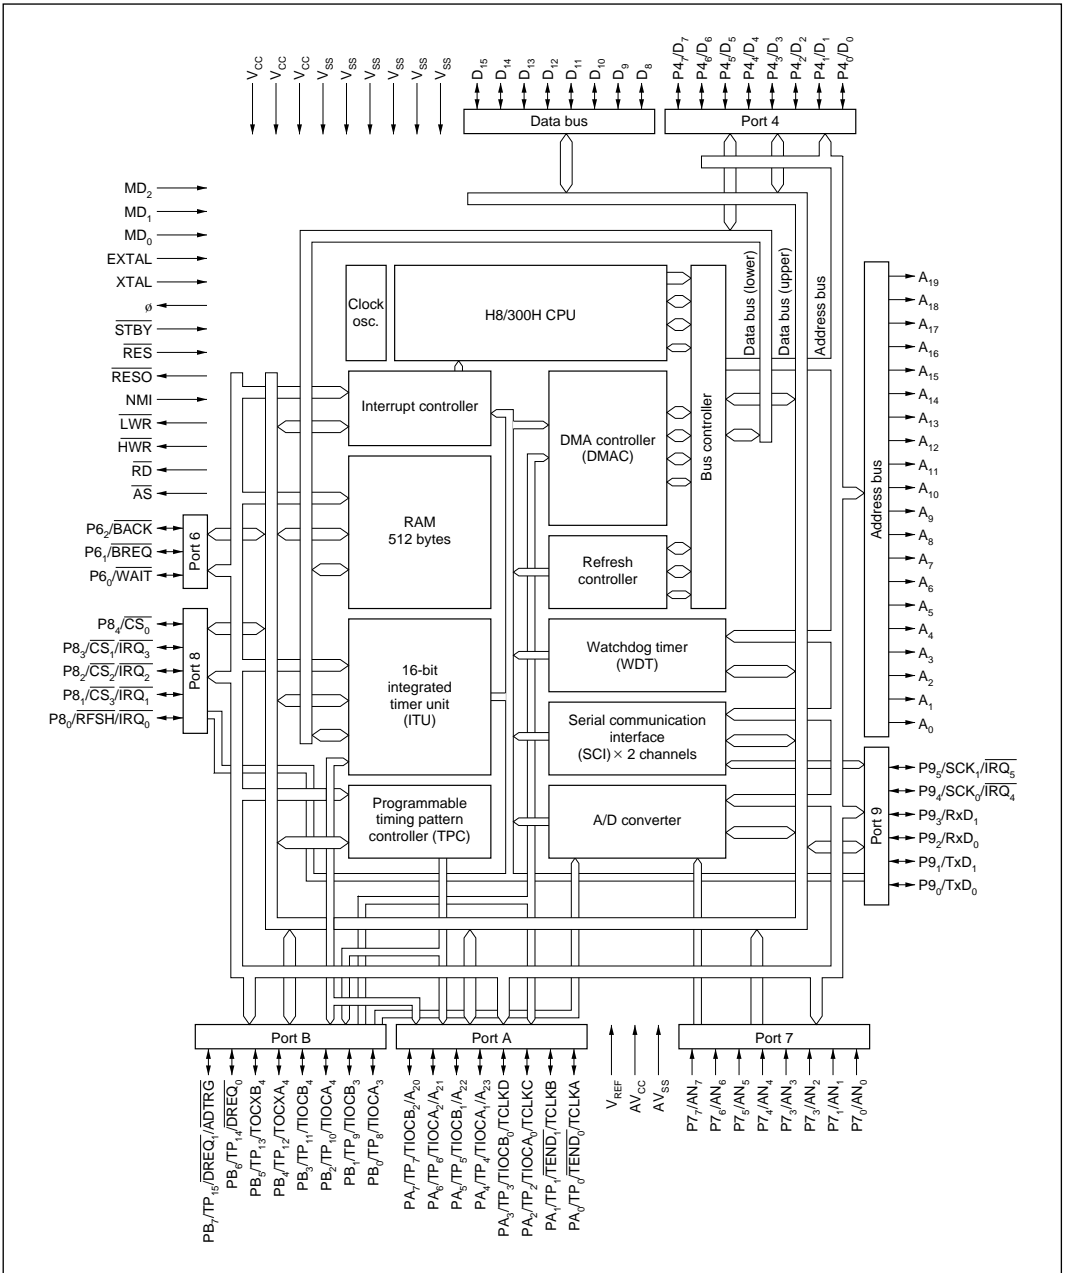 VCC
VCC
VCC
VSS
VSS
VSS
VSS
VSS
VSS
D15
D14
D13
D12
D11
D10
D9
D8
P47/D7
P46/D6
P45/D5
P44/D4
P43/D3
P42/D2
P41/D1
P40/D0
Data bus
Port 4
MD2
MD1
MD0
EXTAL
XTAL
ø
STBY
RES
RESO
NMI
LWR
HWR
RD
AS
P62/BACK
P61/BREQ
P60/WAIT
Port 6
P84/CS0
P83/CS1/IRQ3
P82/CS2/IRQ2
P81/CS3/IRQ1
P80/RFSH/IRQ0
Port 8
Clock
osc.
H8/300H CPU
Interrupt controller
RAM
512 bytes
16-bit
integrated
timer unit
(ITU)
Programmable
timing pattern
controller (TPC)
DMA controller
(DMAC)
Refresh
controller
Watchdog timer
(WDT)
Serial communication
interface
(SCI) × 2 channels
A/D converter
Bus controller
Data bus (lower)
Data bus (upper)
Address bus
Address bus
A19
A18
A17
A16
A15
A14
A13
A12
A11
A10
A9
A8
A7
A6
A5
A4
A3
A2
A1
A0
Port 9
P95/SCK1/IRQ5
P94/SCK0/IRQ4
P93/RxD1
P92/RxD0
P91/TxD1
P90/TxD0
Port B
Port A
Port 7
PB7/TP15/DREQ1/ADTRG
PB6/TP14/DREQ0
PB5/TP13/TOCXB4
PB4/TP12/TOCXA4
PB3/TP11/TIOCB4
PB2/TP10/TIOCA4
PB1/TP9/TIOCB3
PB0/TP8/TIOCA3
PA7/TP7/TIOCB2/A20
PA6/TP6/TIOCA2/A21
PA5/TP5/TIOCB1/A22
PA4/TP4/TIOCA1/A23
PA3/TP3/TIOCB0/TCLKD
PA2/TP2/TIOCA0/TCLKC
PA1/TP1/TEND1/TCLKB
PA0/TP0/TEND0/TCLKA
VREF
AVCC
AVSS
P77/AN7
P76/AN6
P75/AN5
P74/AN4
P73/AN3
P73/AN2
P71/AN1
P70/AN0